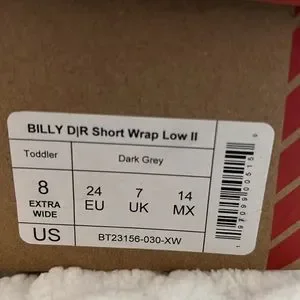 BILLY D|R Short Wrap Low II
Toddler
Dark Grey
8
EXTRA
WIDE
24
EU
7
UK
14
MX
US
BT23156-030-XW